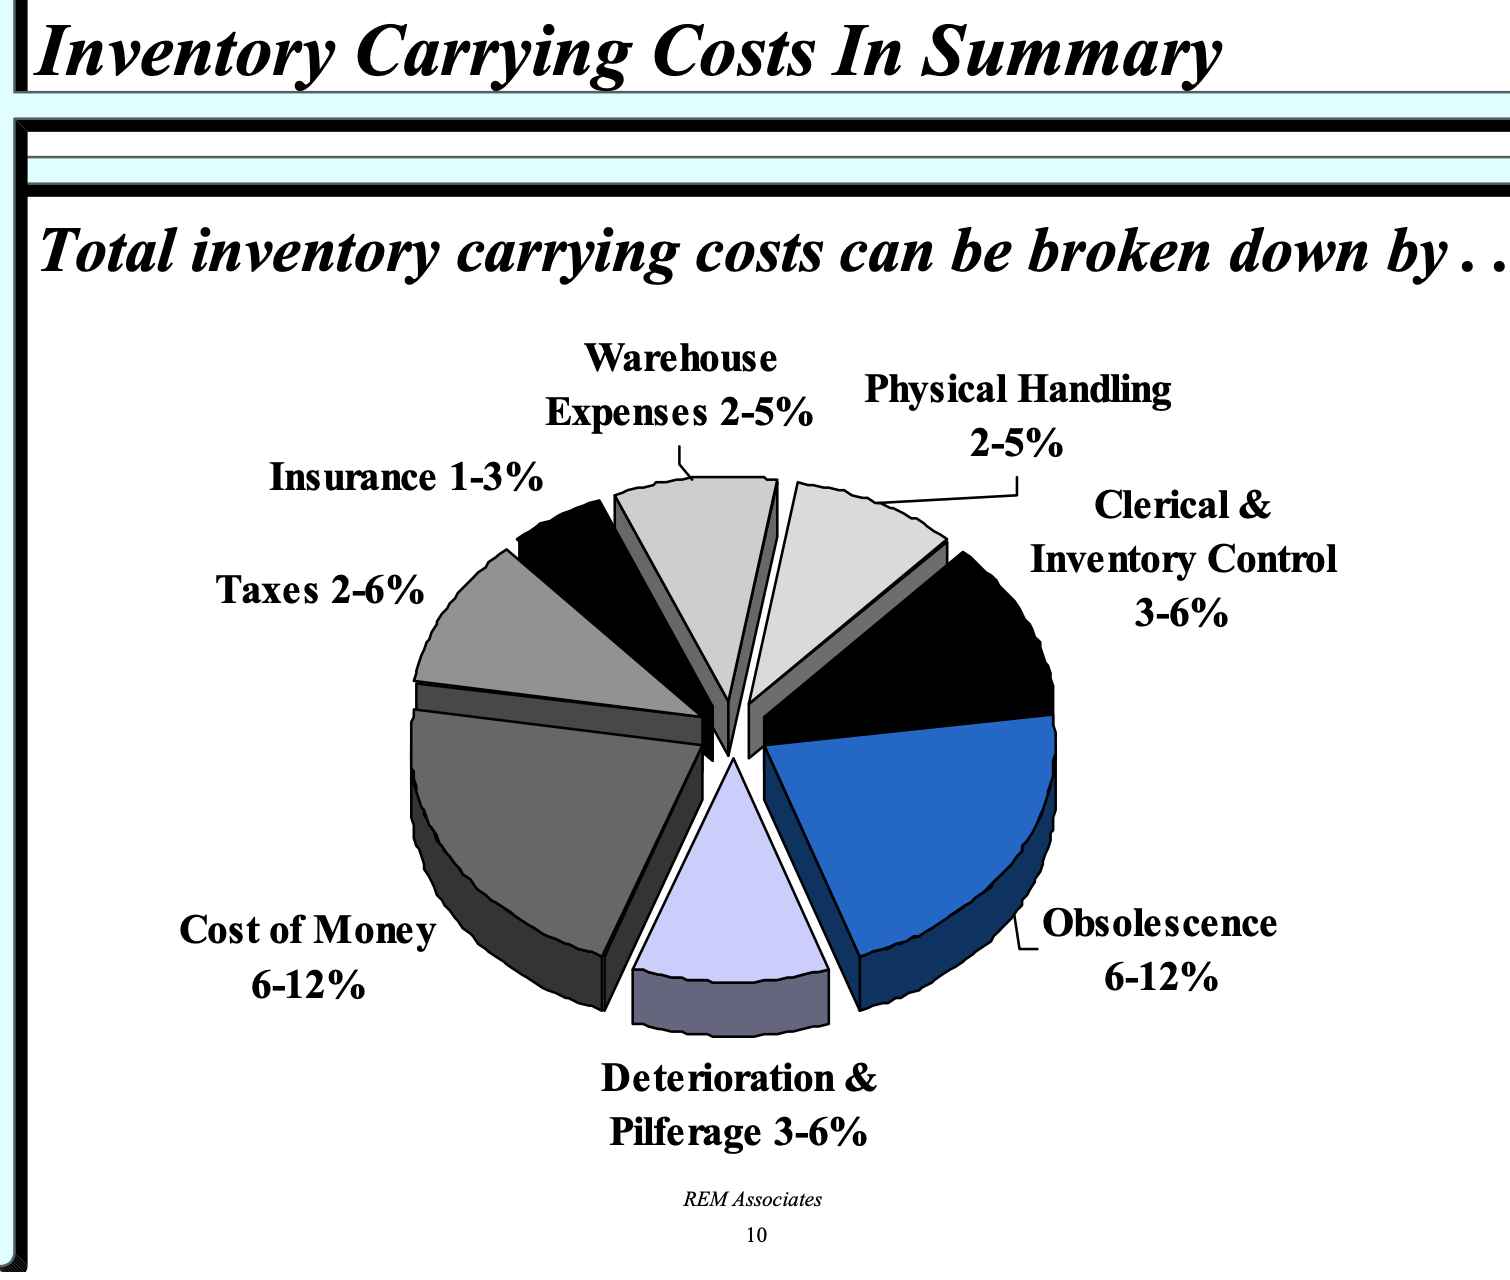 Inventory Carrying Costs In Summary
Total inventory carrying costs can be broken down by . .
Warehouse
Expenses 2-5%
Physical Handling
2-5%
Insurance 1-3%
Clerical &
Inventory Control
3-6%
Taxes 2-6%
Cost of Money
6-12%
Obsolescence
6-12%
Deterioration &
Pilferage 3-6%
REM Associates
10